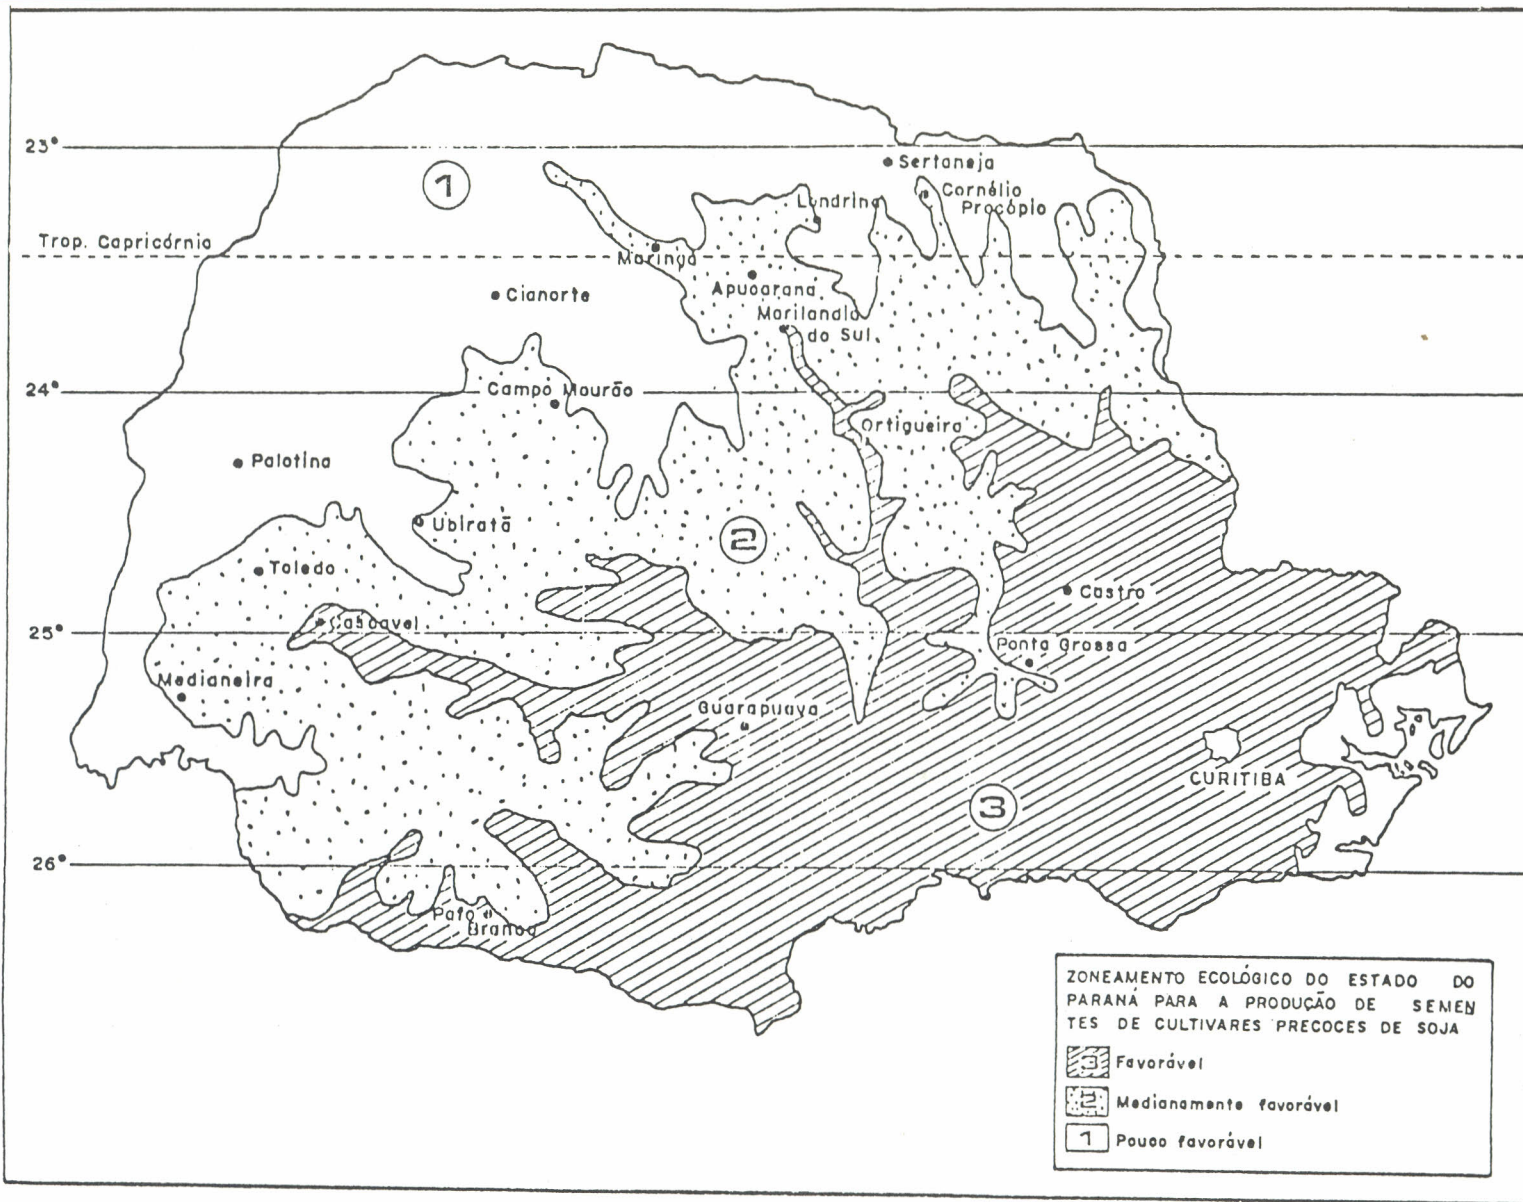 23°
1
Sertaneja
Cornélio
Procópio
Londrina
Trop. Capricórnia
Maringá
Cianorte
Apucarana
Marilandia
do Sul
24°
Campo Mourão
Ortigueira
Palotina
Ubiratã
2
Toledo
Castro
25°
Cascavel
Ponta Grossa
Medianeira
Guarapuava
CURITIBA
3
26°
Pato
Branco
ZONEAMENTO ECOLÓGICO DO ESTADO DO
PARANÁ PARA A PRODUÇÃO DE SEMEN
TES DE CULTIVARES PRECOCES DE SOJA
3 Favorável
2 Medianamente favorável
1 Pouco favorável